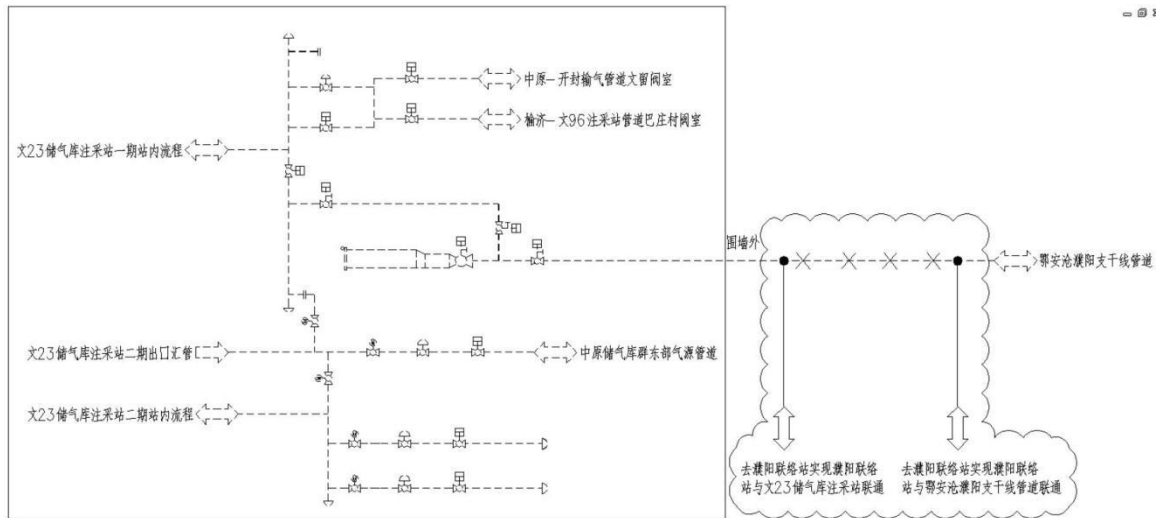 中原—开封输气管道文留阀室
榆济—文96注采站管道巴庄村阀室
文23储气库注采站一期站内流程
围墙外
鄂安沧濮阳支干线管道
文23储气库注采站二期出口汇管
中原储气库群东部气源管道
文23储气库注采站二期站内流程
去濮阳联络站实现濮阳联络
站与文23储气库注采站联通
去濮阳联络站实现濮阳联络
站与鄂安沧濮阳支干线管道联通